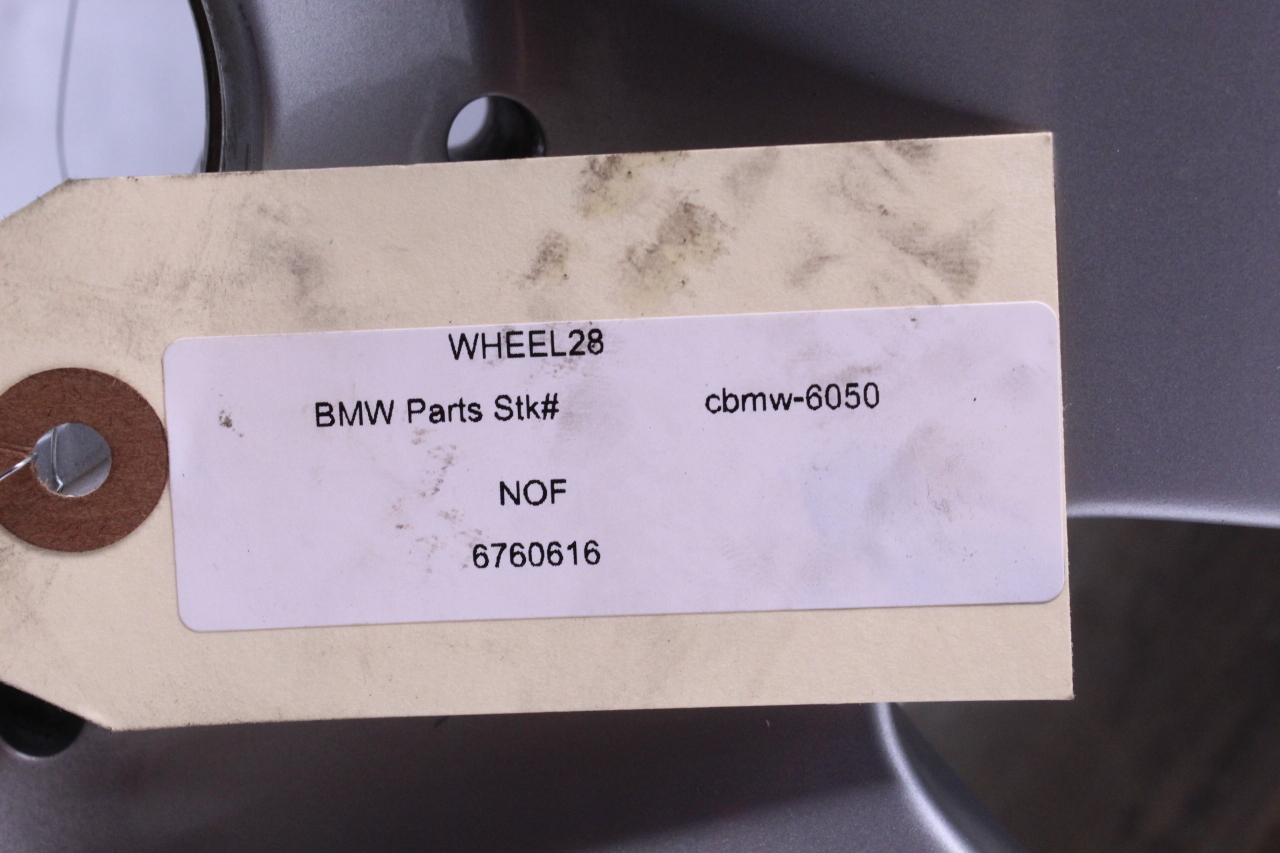 WHEEL28
BMW Parts Stk# cbmw-6050
NOF
6760616